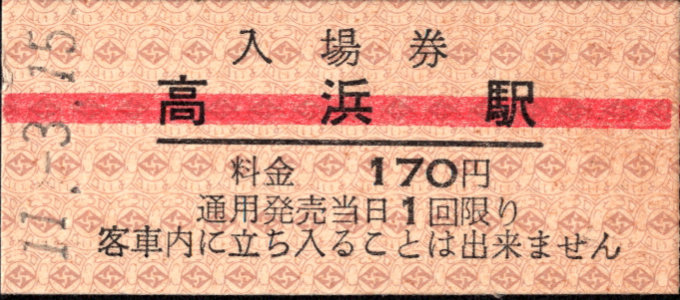 入場券
高浜駅
料金 170円
通用発売当日1回限り
客車内に立ち入ることは出来ません
11.-3.15